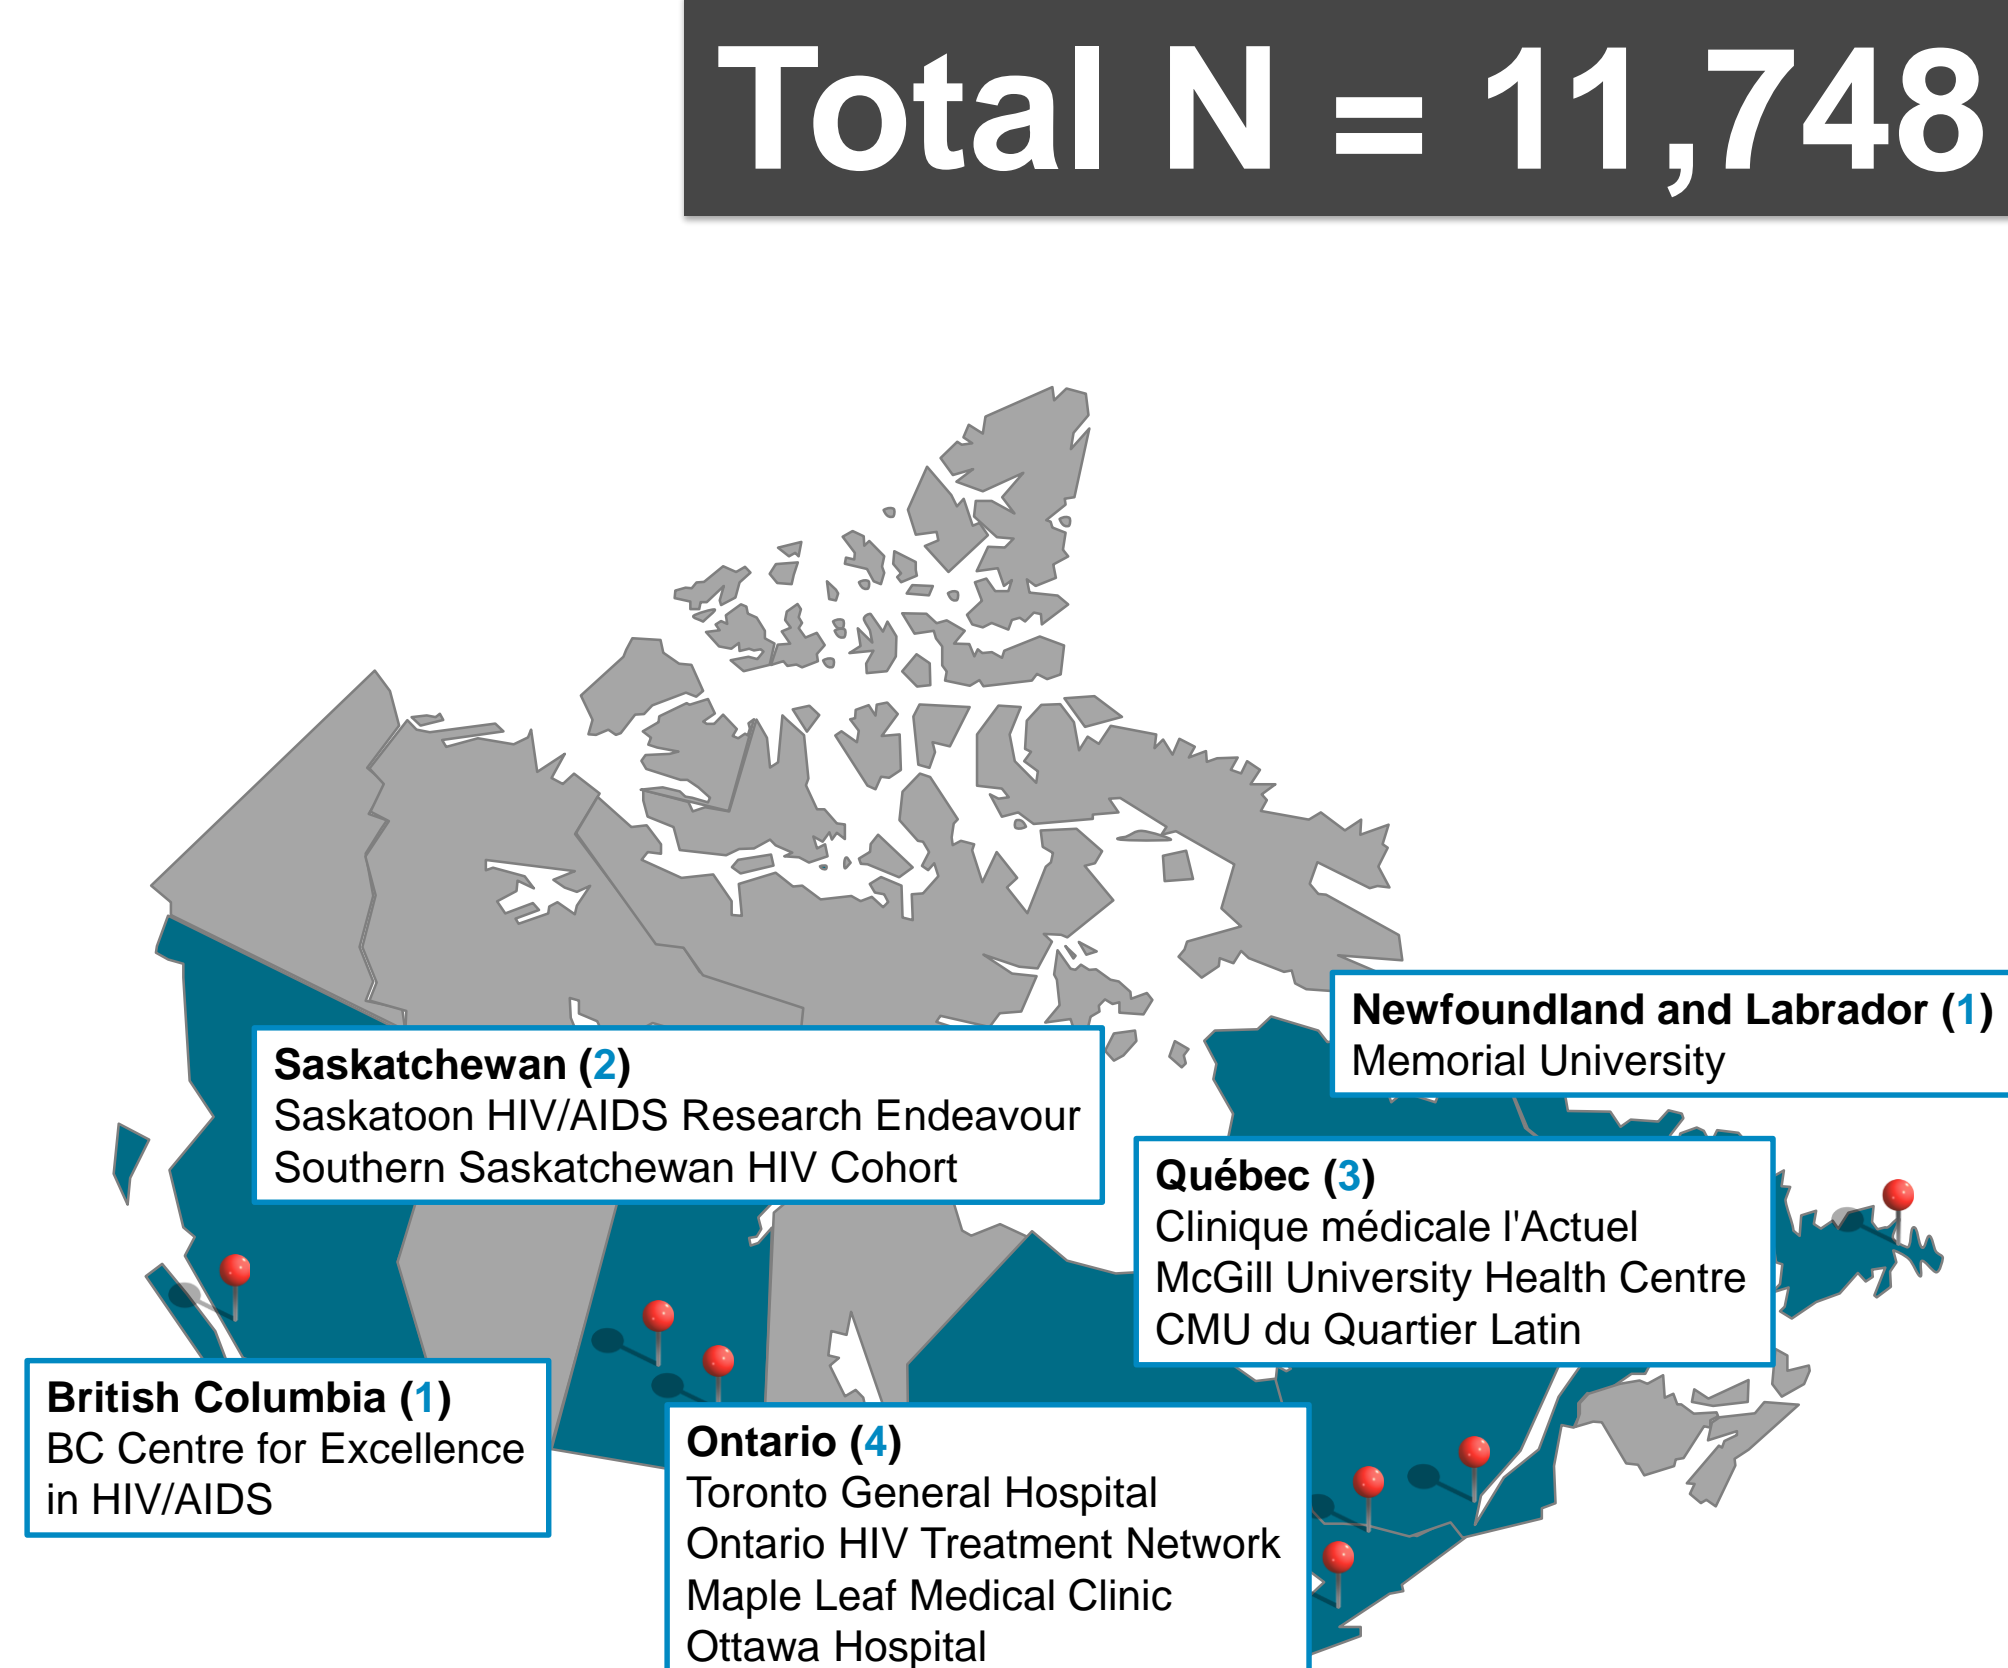 Total N = 11,748
Newfoundland and Labrador (1)
Memorial University
Saskatchewan (2)
Saskatoon HIV/AIDS Research Endeavour
Southern Saskatchewan HIV Cohort
Québec (3)
Clinique médicale l'Actuel
McGill University Health Centre
CMU du Quartier Latin
British Columbia (1)
BC Centre for Excellence
in HIV/AIDS
Ontario (4)
Toronto General Hospital
Ontario HIV Treatment Network
Maple Leaf Medical Clinic
Ottawa Hospital